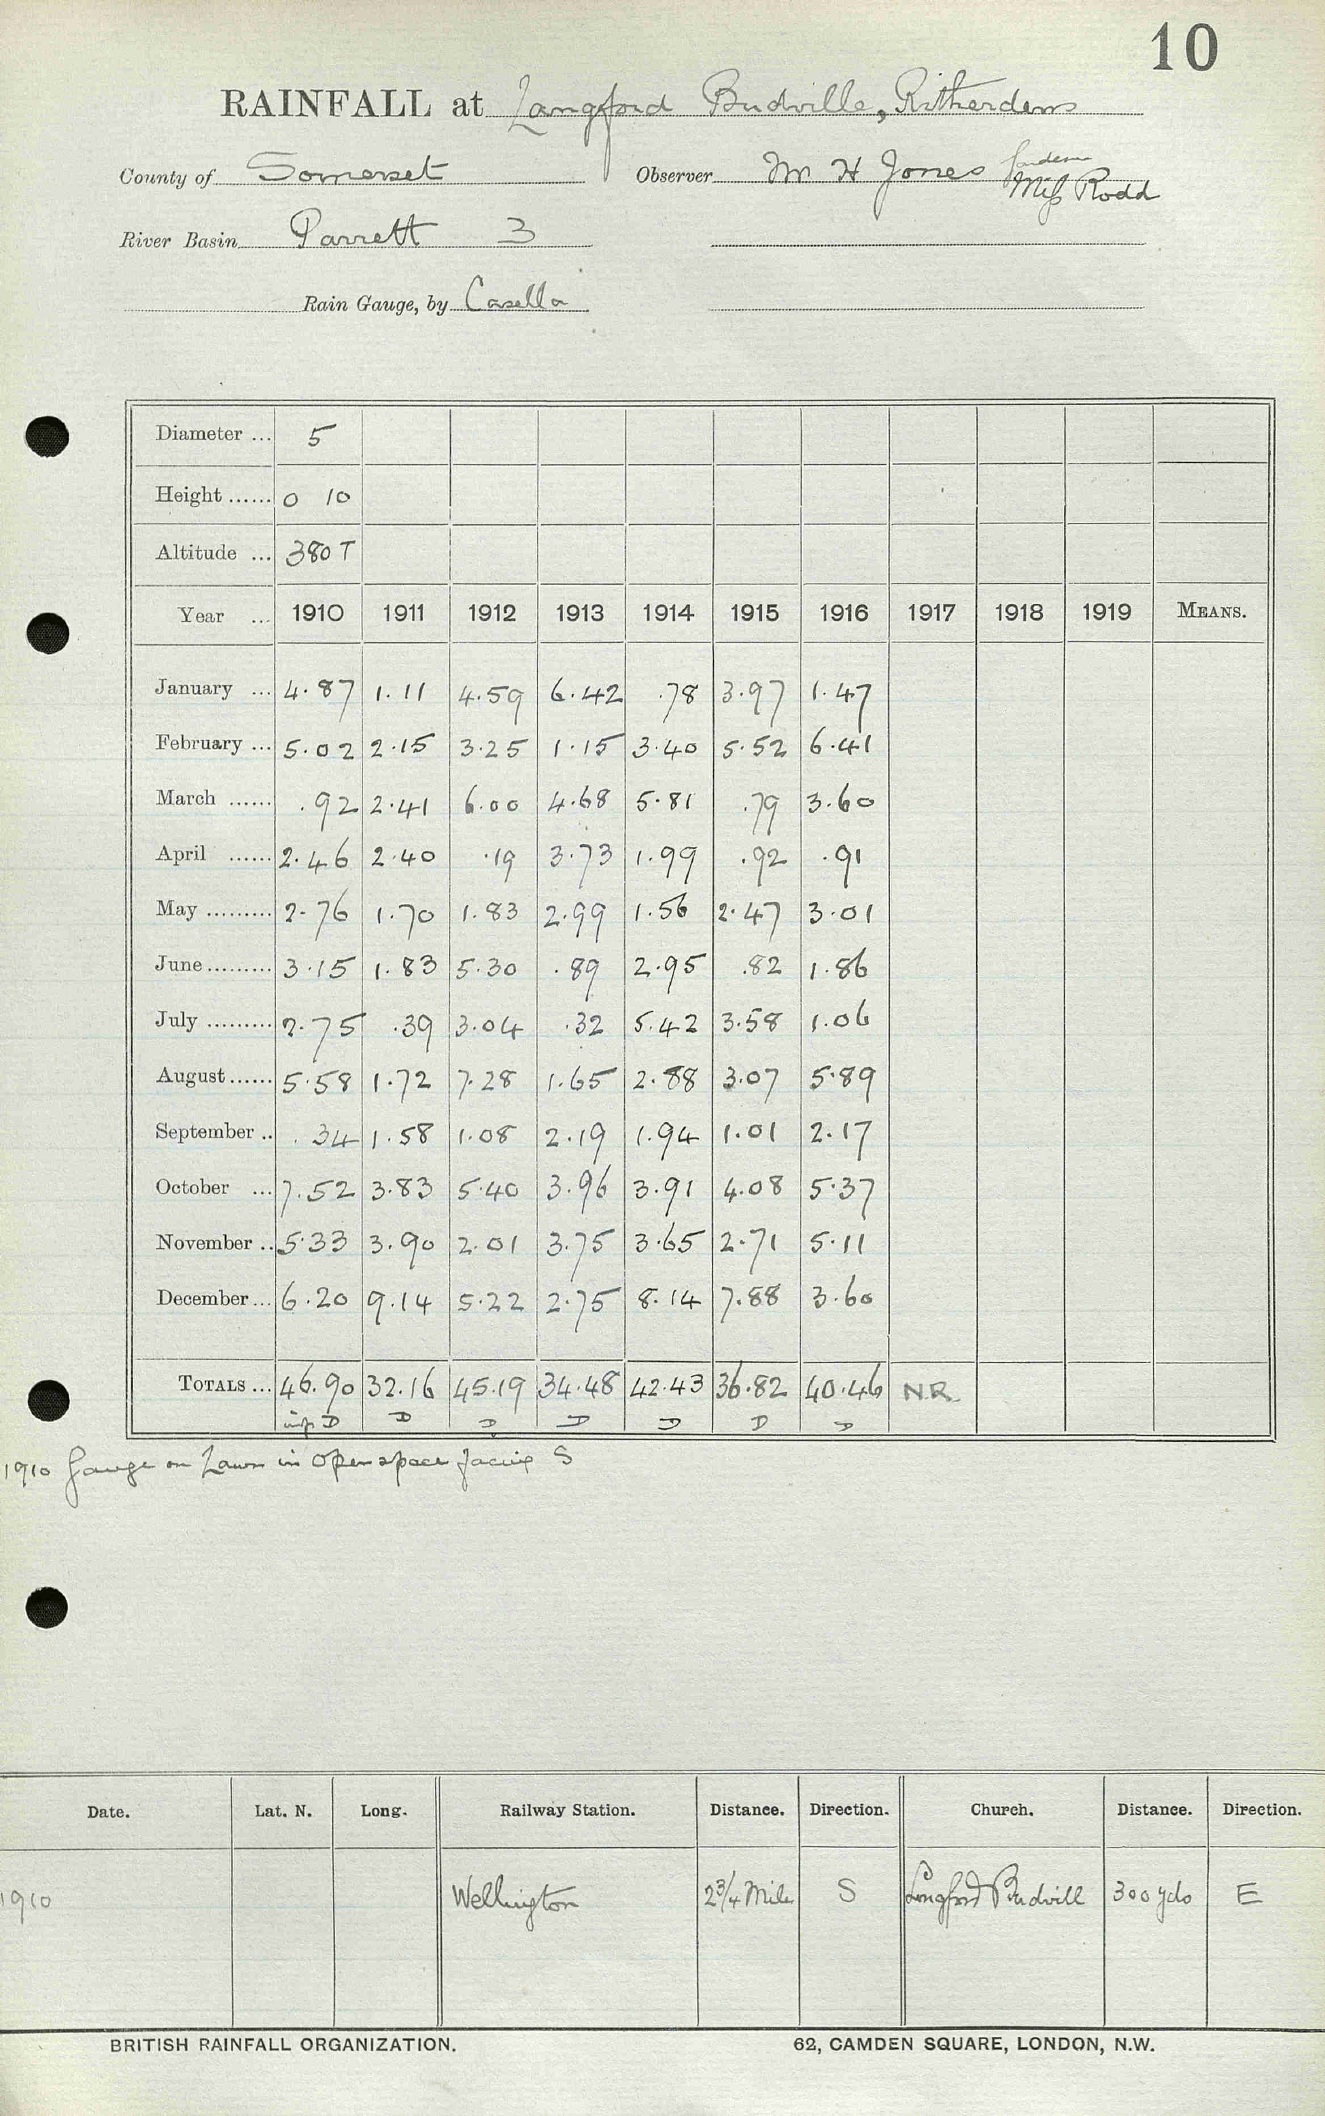 10
RAINFALL at Langford Budville, Ritherdens
County of Somerset Observer Mr H Jones
Miss Rodd
River Basin Parrett 3
Rain Gauge, by Casella
Diameter ... 5
Height ...... 0 10
Altitude ... 380 T
Year ... 1910 1911 1912 1913 1914 1915 1916 1917 1918 1919 MEANS.
January ... 4.87 1.11 4.59 6.42 .78 3.97 1.47
February ... 5.02 2.15 3.25 1.15 3.40 5.52 6.41
March ...... .92 2.41 6.00 4.68 5.81 .79 3.60
April ...... 2.46 2.40 .19 3.73 1.99 .92 .91
May ......... 2.76 1.70 1.83 2.99 1.56 2.47 3.01
June ......... 3.15 1.83 5.30 .89 2.95 .82 1.86
July ......... 2.75 .39 3.04 .32 5.42 3.58 1.06
August ...... 5.58 1.72 7.28 1.65 2.88 3.07 5.89
September .. .34 1.58 1.08 2.19 1.94 1.01 2.17
October ... 7.52 3.83 5.40 3.96 3.91 4.08 5.37
November .. 5.33 3.90 2.01 3.75 3.65 2.71 5.11
December ... 6.20 9.14 5.22 2.75 8.14 7.88 3.60
TOTALS ... 46.90 32.16 45.19 34.48 42.43 36.82 40.46 N.R.
imp D D D D D D D
1910 Gauge on Lawn in open space facing S
Date. Lat. N. Long. Railway Station. Distance. Direction. Church. Distance. Direction.
1910 Wellington 2 3/4 Miles S Langford Budvill 300 yds E
BRITISH RAINFALL ORGANIZATION. 62, CAMDEN SQUARE, LONDON, N.W.